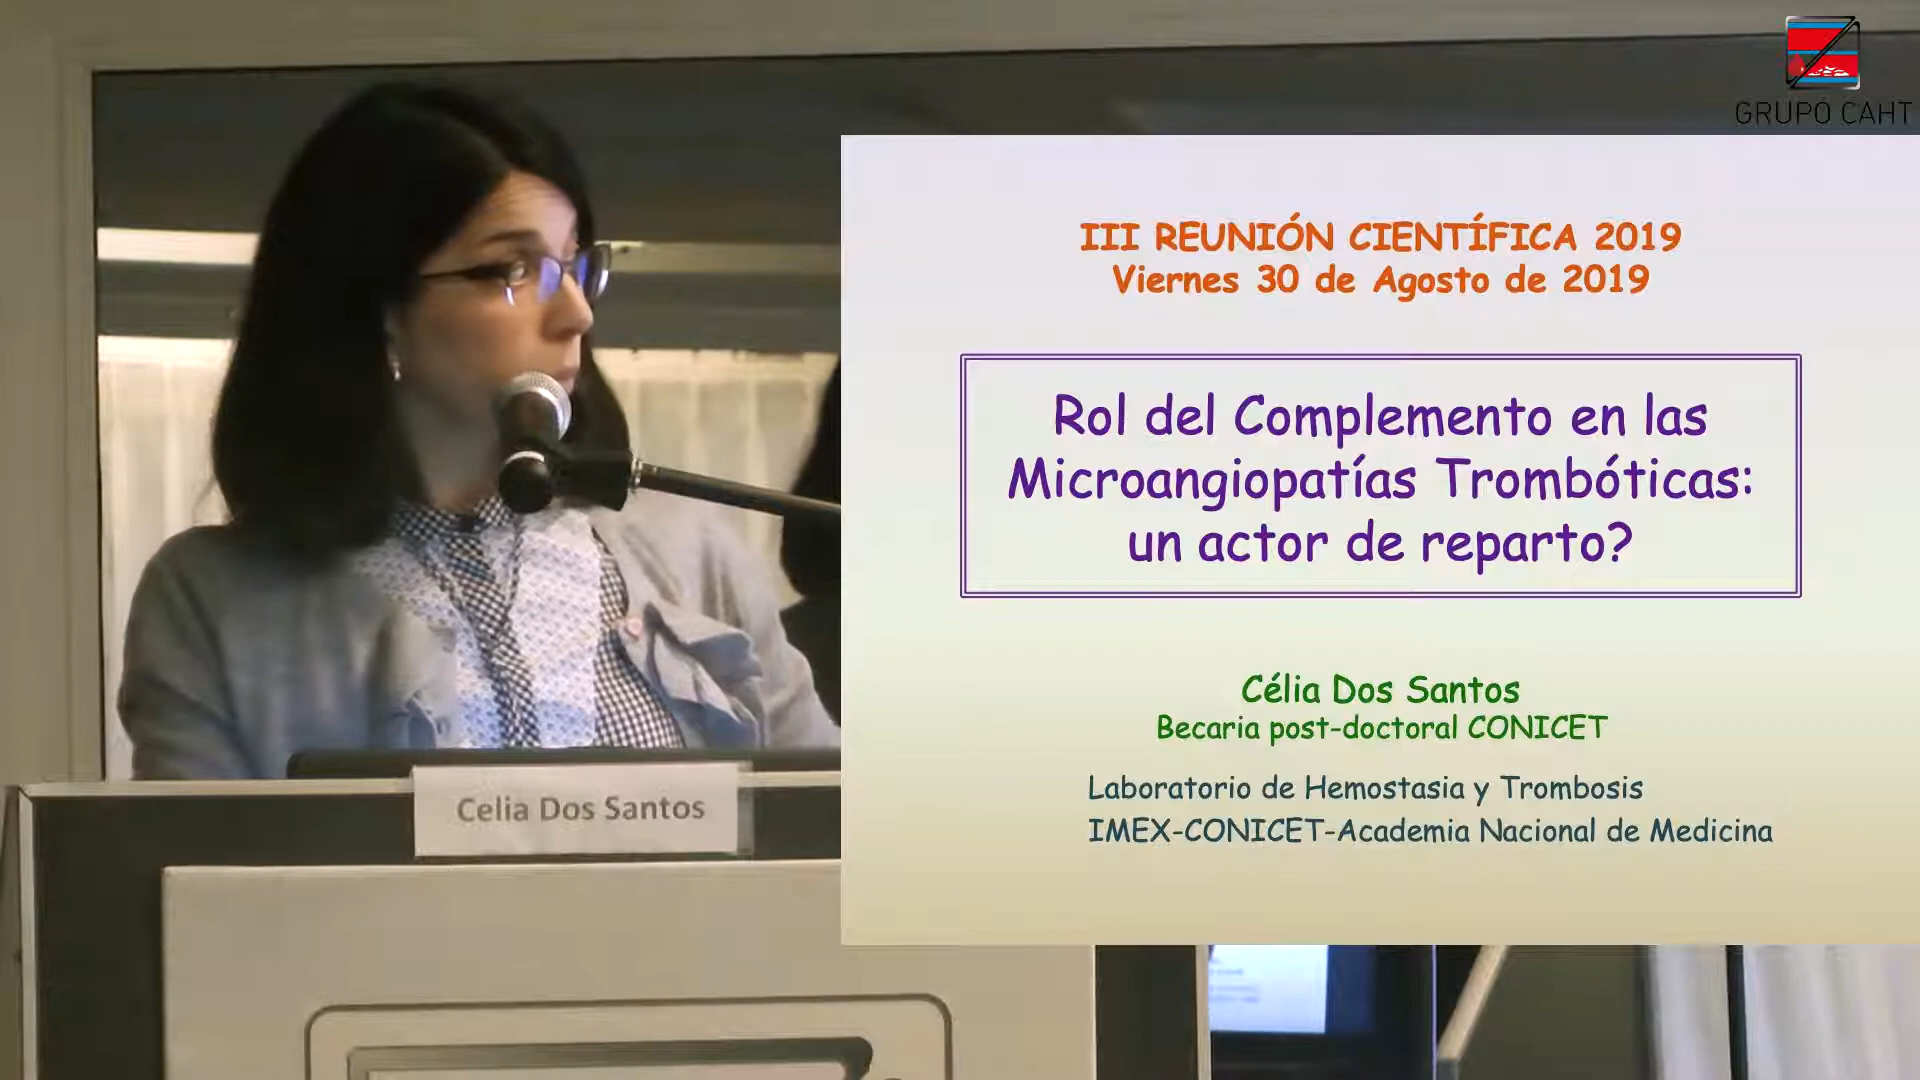 GRUPO CAHT
III REUNIÓN CIENTÍFICA 2019
Viernes 30 de Agosto de 2019
Rol del Complemento en las
Microangiopatías Trombóticas:
un actor de reparto?
Célia Dos Santos
Becaria post-doctoral CONICET
Laboratorio de Hemostasia y Trombosis
IMEX-CONICET-Academia Nacional de Medicina
Celia Dos Santos